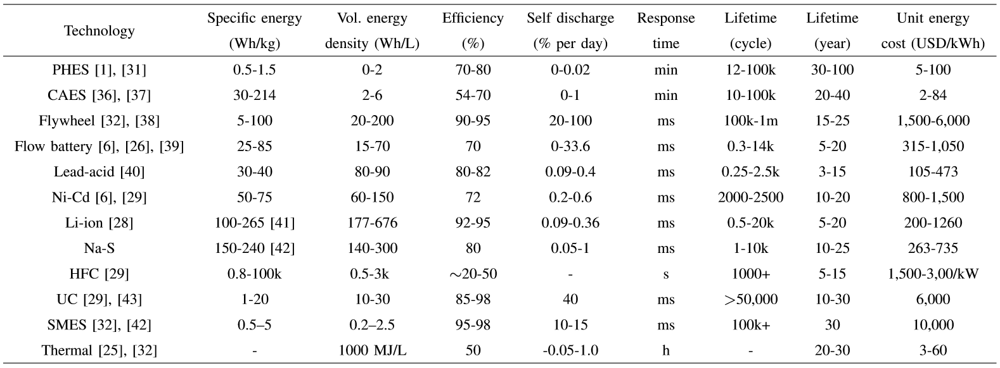 Technology Specific energy (Wh/kg) Vol. energy density (Wh/L) Efficiency (%) Self discharge (% per day) Response time Lifetime (cycle) Lifetime (year) Unit energy cost (USD/kWh)
PHES [1], [31] 0.5-1.5 0-2 70-80 0-0.02 min 12-100k 30-100 5-100
CAES [36], [37] 30-214 2-6 54-70 0-1 min 10-100k 20-40 2-84
Flywheel [32], [38] 5-100 20-200 90-95 20-100 ms 100k-1m 15-25 1,500-6,000
Flow battery [6], [26], [39] 25-85 15-70 70 0-33.6 ms 0.3-14k 5-20 315-1,050
Lead-acid [40] 30-40 80-90 80-82 0.09-0.4 ms 0.25-2.5k 3-15 105-473
Ni-Cd [6], [29] 50-75 60-150 72 0.2-0.6 ms 2000-2500 10-20 800-1,500
Li-ion [28] 100-265 [41] 177-676 92-95 0.09-0.36 ms 0.5-20k 5-20 200-1260
Na-S 150-240 [42] 140-300 80 0.05-1 ms 1-10k 10-25 263-735
HFC [29] 0.8-100k 0.5-3k ∼20-50 - s 1000+ 5-15 1,500-3,00/kW
UC [29], [43] 1-20 10-30 85-98 40 ms >50,000 10-30 6,000
SMES [32], [42] 0.5–5 0.2–2.5 95-98 10-15 ms 100k+ 30 10,000
Thermal [25], [32] - 1000 MJ/L 50 -0.05-1.0 h - 20-30 3-60